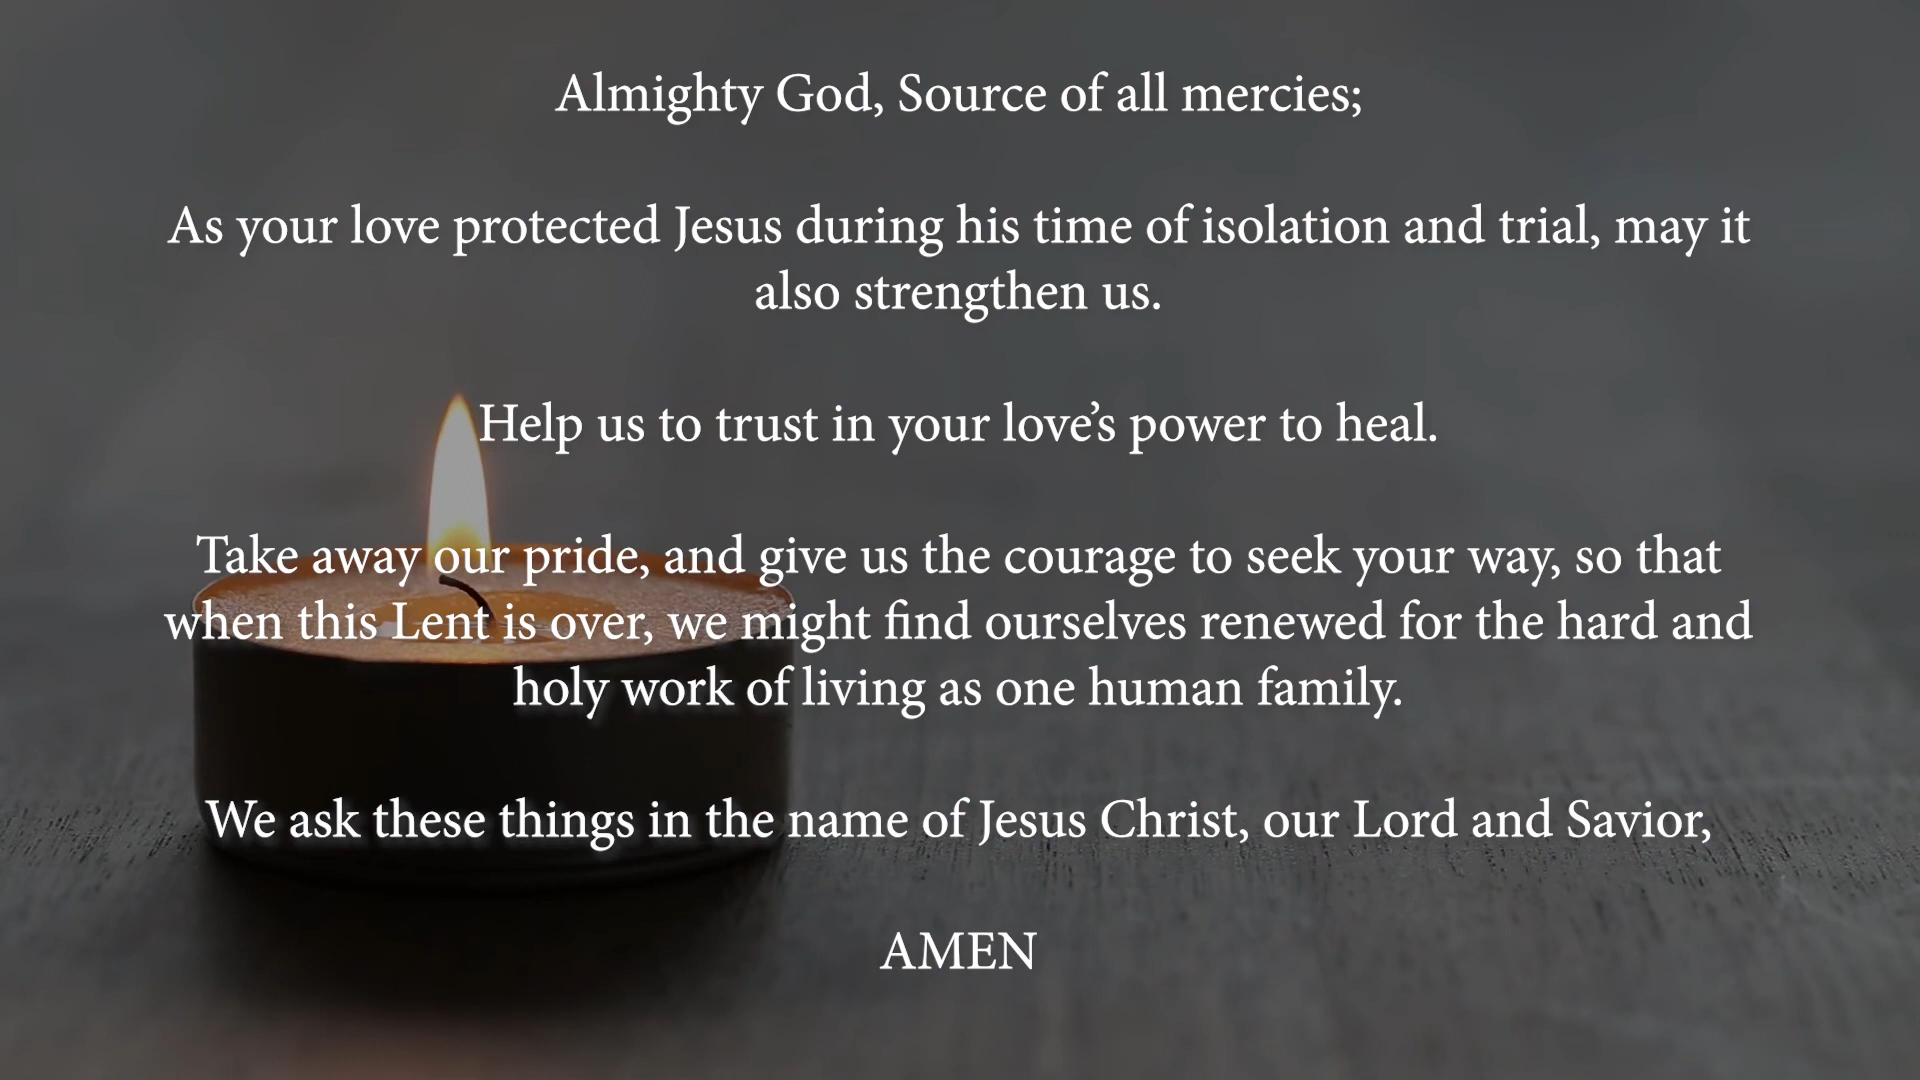 Almighty God, Source of all mercies;
As your love protected Jesus during his time of isolation and trial, may it
also strengthen us.
Help us to trust in your love’s power to heal.
Take away our pride, and give us the courage to seek your way, so that
when this Lent is over, we might find ourselves renewed for the hard and
holy work of living as one human family.
We ask these things in the name of Jesus Christ, our Lord and Savior,
AMEN